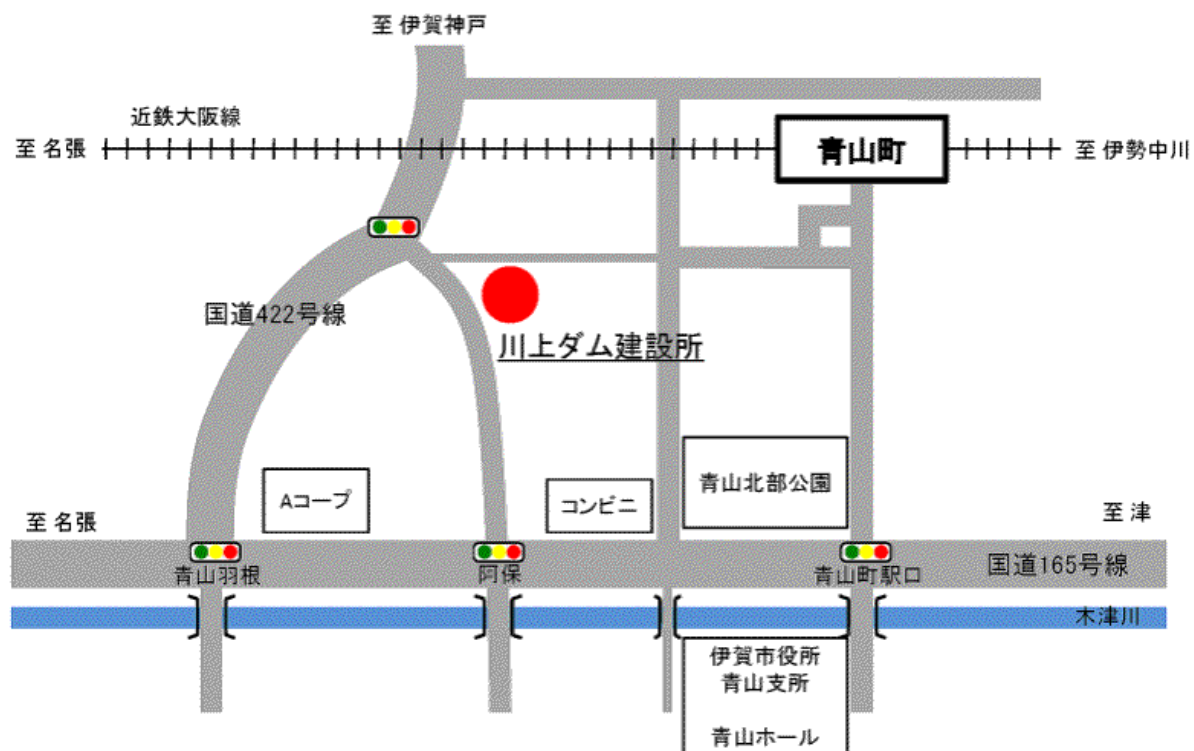 至 伊賀神戸
近鉄大阪線
至 名張
青山町
至 伊勢中川
国道422号線
川上ダム建設所
Aコープ
コンビニ
青山北部公園
至 名張
至 津
青山羽根
阿保
青山町駅口
国道165号線
木津川
伊賀市役所
青山支所
青山ホール